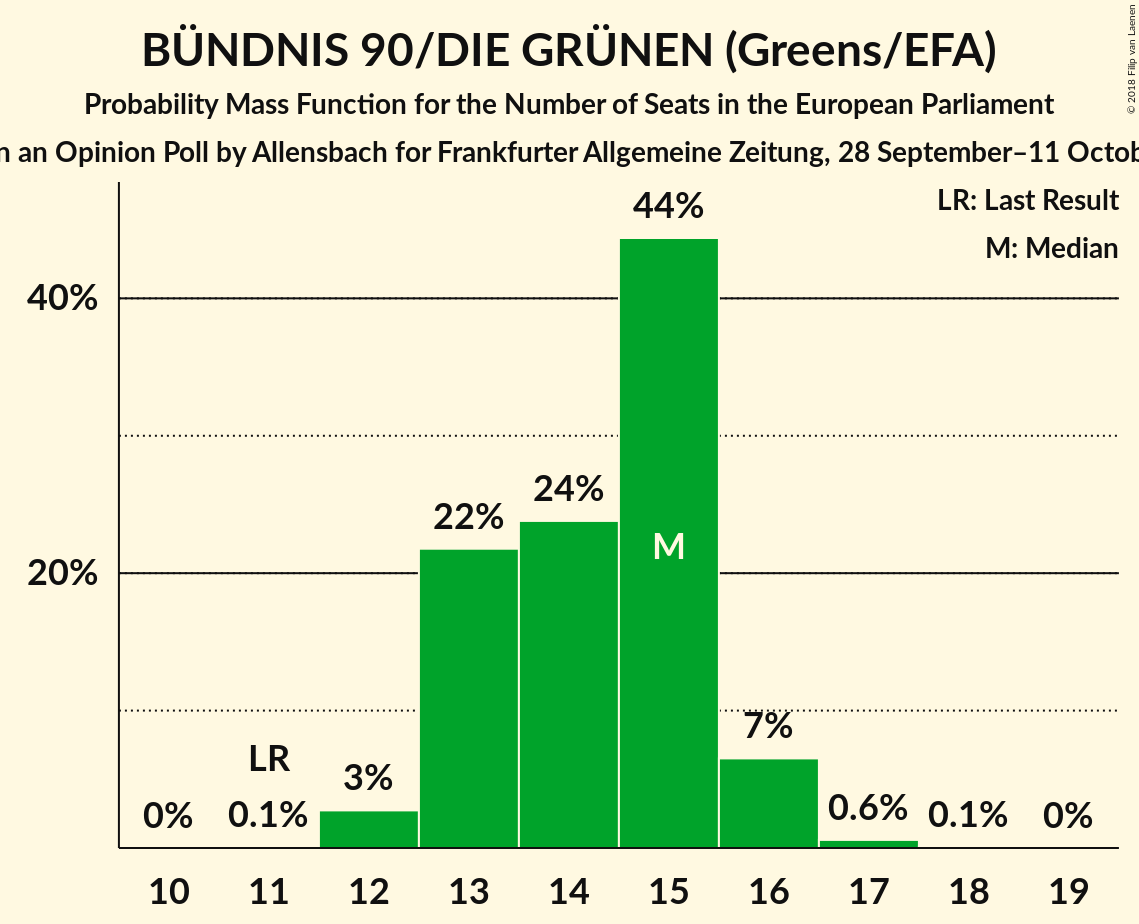 BÜNDNIS 90/DIE GRÜNEN (Greens/EFA)
Probability Mass Function for the Number of Seats in the European Parliament
an Opinion Poll by Allensbach for Frankfurter Allgemeine Zeitung, 28 September–11
© 2018 Filip van Laenen
LR: Last Result
M: Median
44%
40%
24%
22%
M
20%
7%
LR
3%
0%
0.1%
0.6%
0.1%
0%
10 11 12 13 14 15 16 17 18 19